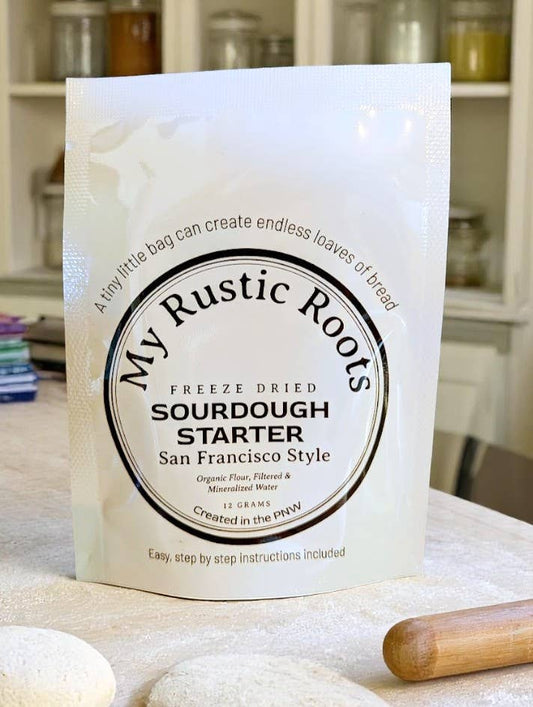 A tiny little bag can create endless loaves of bread
My Rustic Roots
FREEZE DRIED
SOURDOUGH
STARTER
San Francisco Style
Organic Flour, Filtered &
Mineralized Water
12 GRAMS
Created in the PNW
Easy, step by step instructions included